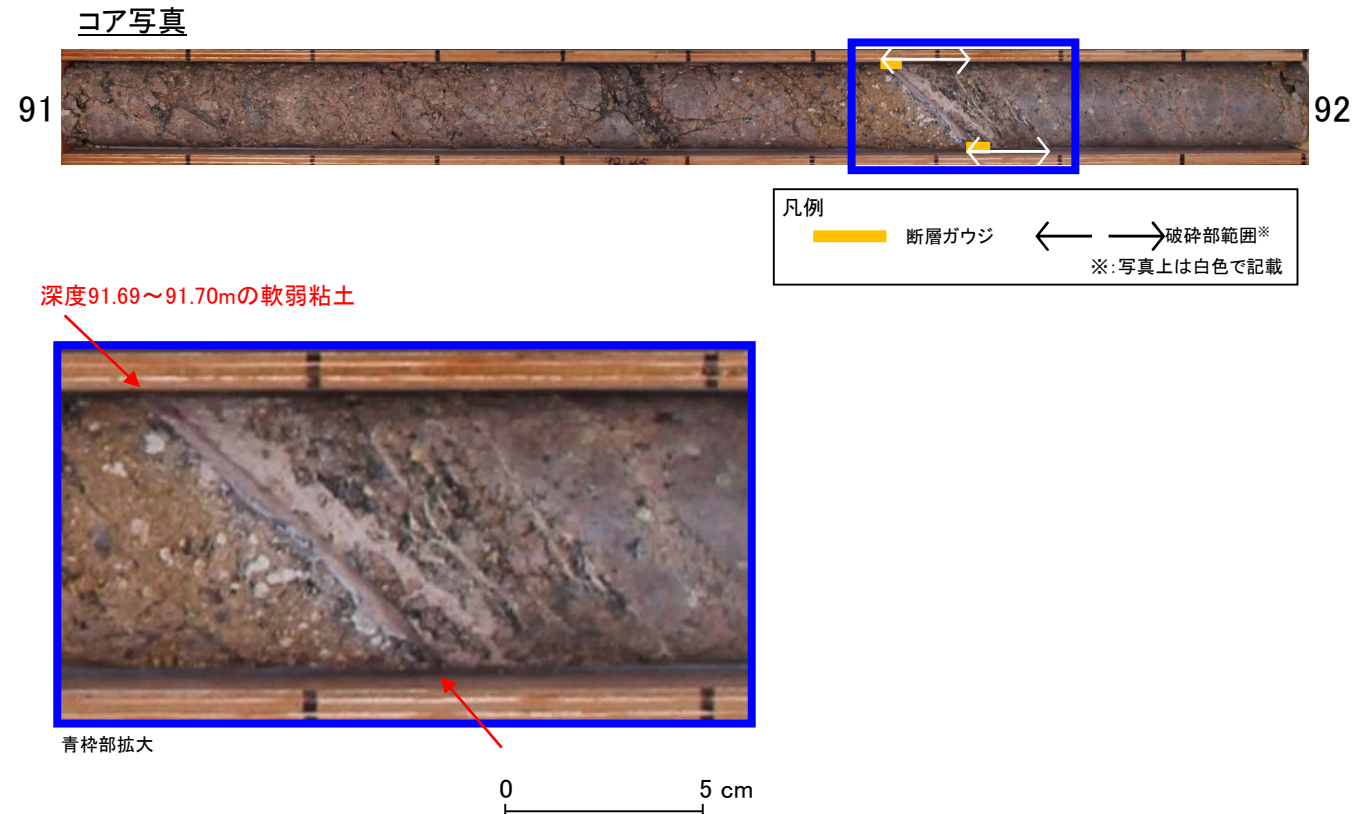 コア写真
91
92
凡例
断層ガウジ
破砕部範囲※
※:写真上は白色で記載
深度91.69~91.70mの軟弱粘土
青枠部拡大
0
5 cm